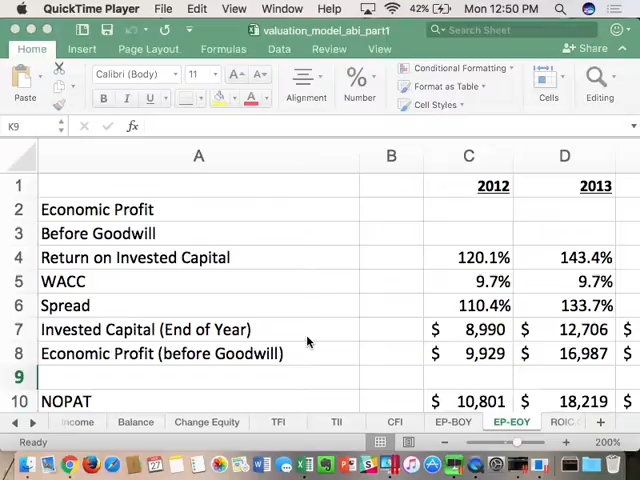 QuickTime Player File Edit View Window Help 42% Mon 12:50 PM
valuation_model_abi_part1 Search Sheet
Home Insert Page Layout Formulas Data Review View Share
Paste Calibri (Body) 11 A A Alignment % Number Conditional Formatting Format as Table Cell Styles Cells Editing
B I U A
K9 fx
A B C D
1 2012 2013
2 Economic Profit
3 Before Goodwill
4 Return on Invested Capital 120.1% 143.4%
5 WACC 9.7% 9.7%
6 Spread 110.4% 133.7%
7 Invested Capital (End of Year) $ 8,990 $ 12,706 $
8 Economic Profit (before Goodwill) $ 9,929 $ 16,987 $
9
10 NOPAT $ 10,801 $ 18,219 $
Income Balance Change Equity TFI TII CFI EP-BOY EP-EOY ROIC
Ready 200%